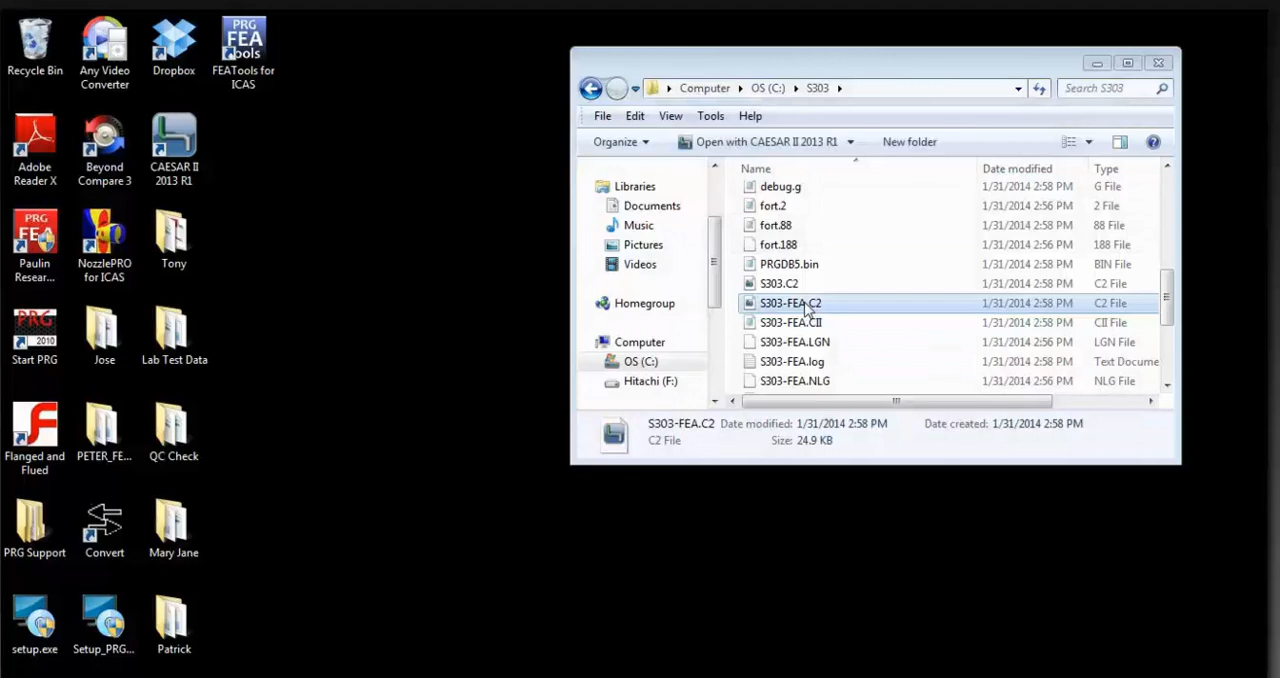 PRG
FEA
Tools
Recycle Bin
Any Video
Converter
Dropbox
FEATools for
ICAS
Adobe
Reader X
Beyond
Compare 3
CAESAR II
2013 R1
PRG
FEA
Paulin
Resear...
NozzlePRO
for ICAS
Tony
PRG
2010
Start PRG
Jose
Lab Test Data
Flanged and
Flued
PETER_FE...
QC Check
PRG Support
Convert
Mary Jane
setup.exe
Setup_PRG...
Patrick
Computer
OS (C:)
S303
Search S303
File
Edit
View
Tools
Help
Organize
Open with CAESAR II 2013 R1
New folder
Libraries
Documents
Music
Pictures
Videos
Homegroup
Computer
OS (C:)
Hitachi (F:)
Name Date modified Type
debug.g 1/31/2014 2:58 PM G File
fort.2 1/31/2014 2:56 PM 2 File
fort.88 1/31/2014 2:58 PM 88 File
fort.188 1/31/2014 2:56 PM 188 File
PRGDB5.bin 1/31/2014 2:58 PM BIN File
S303.C2 1/31/2014 2:58 PM C2 File
S303-FEA.C2 1/31/2014 2:58 PM C2 File
S303-FEA.CII 1/31/2014 2:58 PM CII File
S303-FEA.LGN 1/31/2014 2:56 PM LGN File
S303-FEA.log 1/31/2014 2:58 PM Text Docume
S303-FEA.NLG 1/31/2014 2:56 PM NLG File
S303-FEA.C2 Date modified: 1/31/2014 2:58 PM Date created: 1/31/2014 2:58 PM
C2 File Size: 24.9 KB